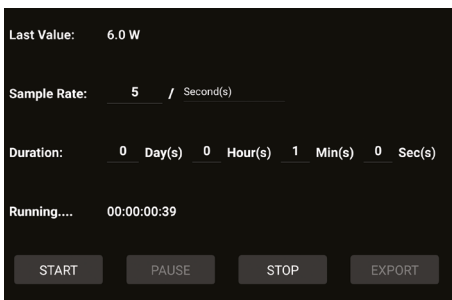 Last Value: 6.0 W
Sample Rate: 5 / Second(s)
Duration: 0 Day(s) 0 Hour(s) 1 Min(s) 0 Sec(s)
Running.... 00:00:00:39
START PAUSE STOP EXPORT